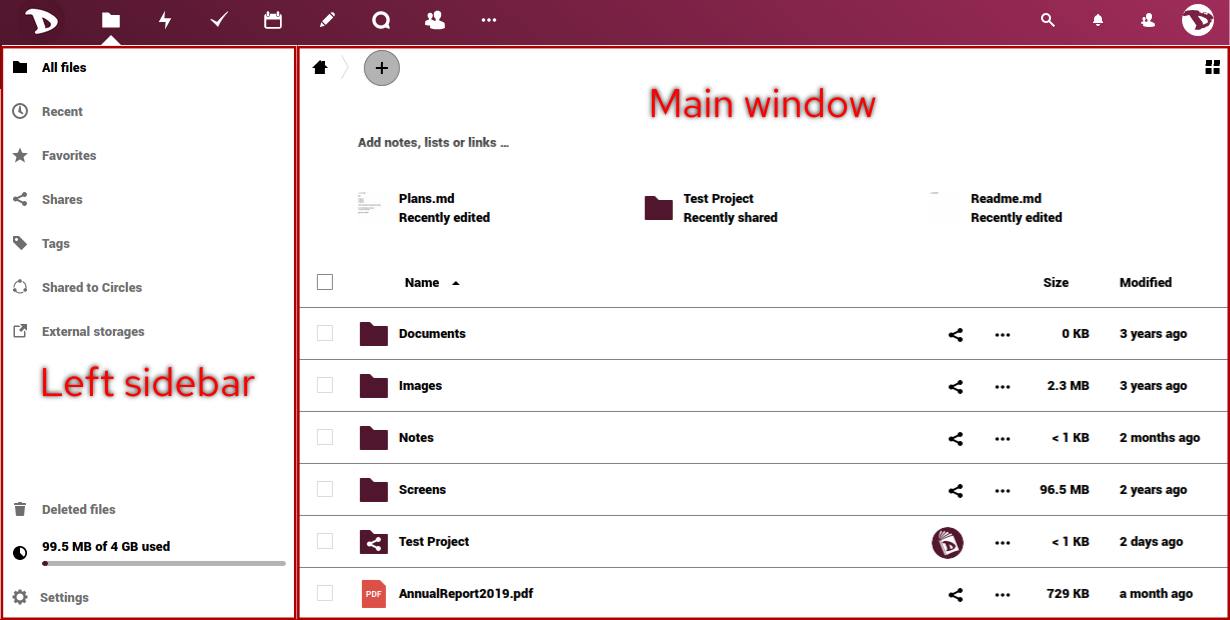 All files
Recent
Favorites
Shares
Tags
Shared to Circles
External storages
Left sidebar
Deleted files
99.5 MB of 4 GB used
Settings
Main window
Add notes, lists or links ...
Plans.md
Recently edited
Test Project
Recently shared
Readme.md
Recently edited
Name Size Modified
Documents 0 KB 3 years ago
Images 2.3 MB 3 years ago
Notes < 1 KB 2 months ago
Screens 96.5 MB 2 years ago
Test Project < 1 KB 2 days ago
PDF AnnualReport2019.pdf 729 KB a month ago